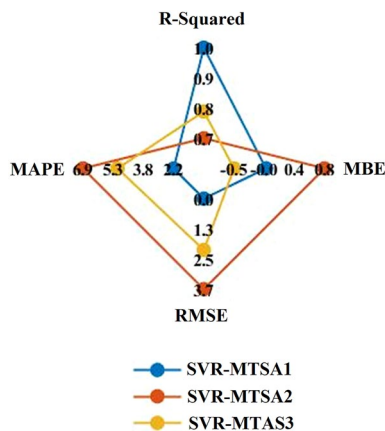 R-Squared
1.0
0.9
0.8
0.7
MAPE 6.9 5.3 3.8 2.2 -0.5 -0.0 0.4 0.8 MBE
0.0
1.3
2.5
3.7
RMSE
SVR-MTSA1
SVR-MTSA2
SVR-MTAS3